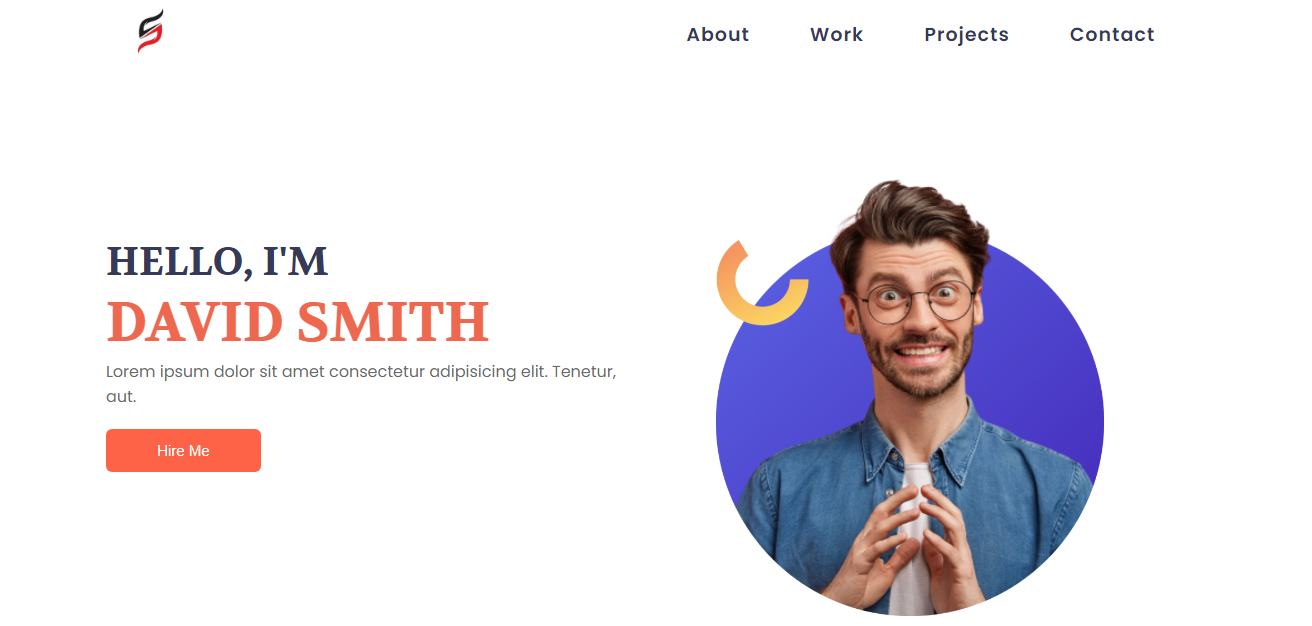 About Work Projects Contact
HELLO, I'M
DAVID SMITH
Lorem ipsum dolor sit amet consectetur adipisicing elit. Tenetur,
aut.
Hire Me